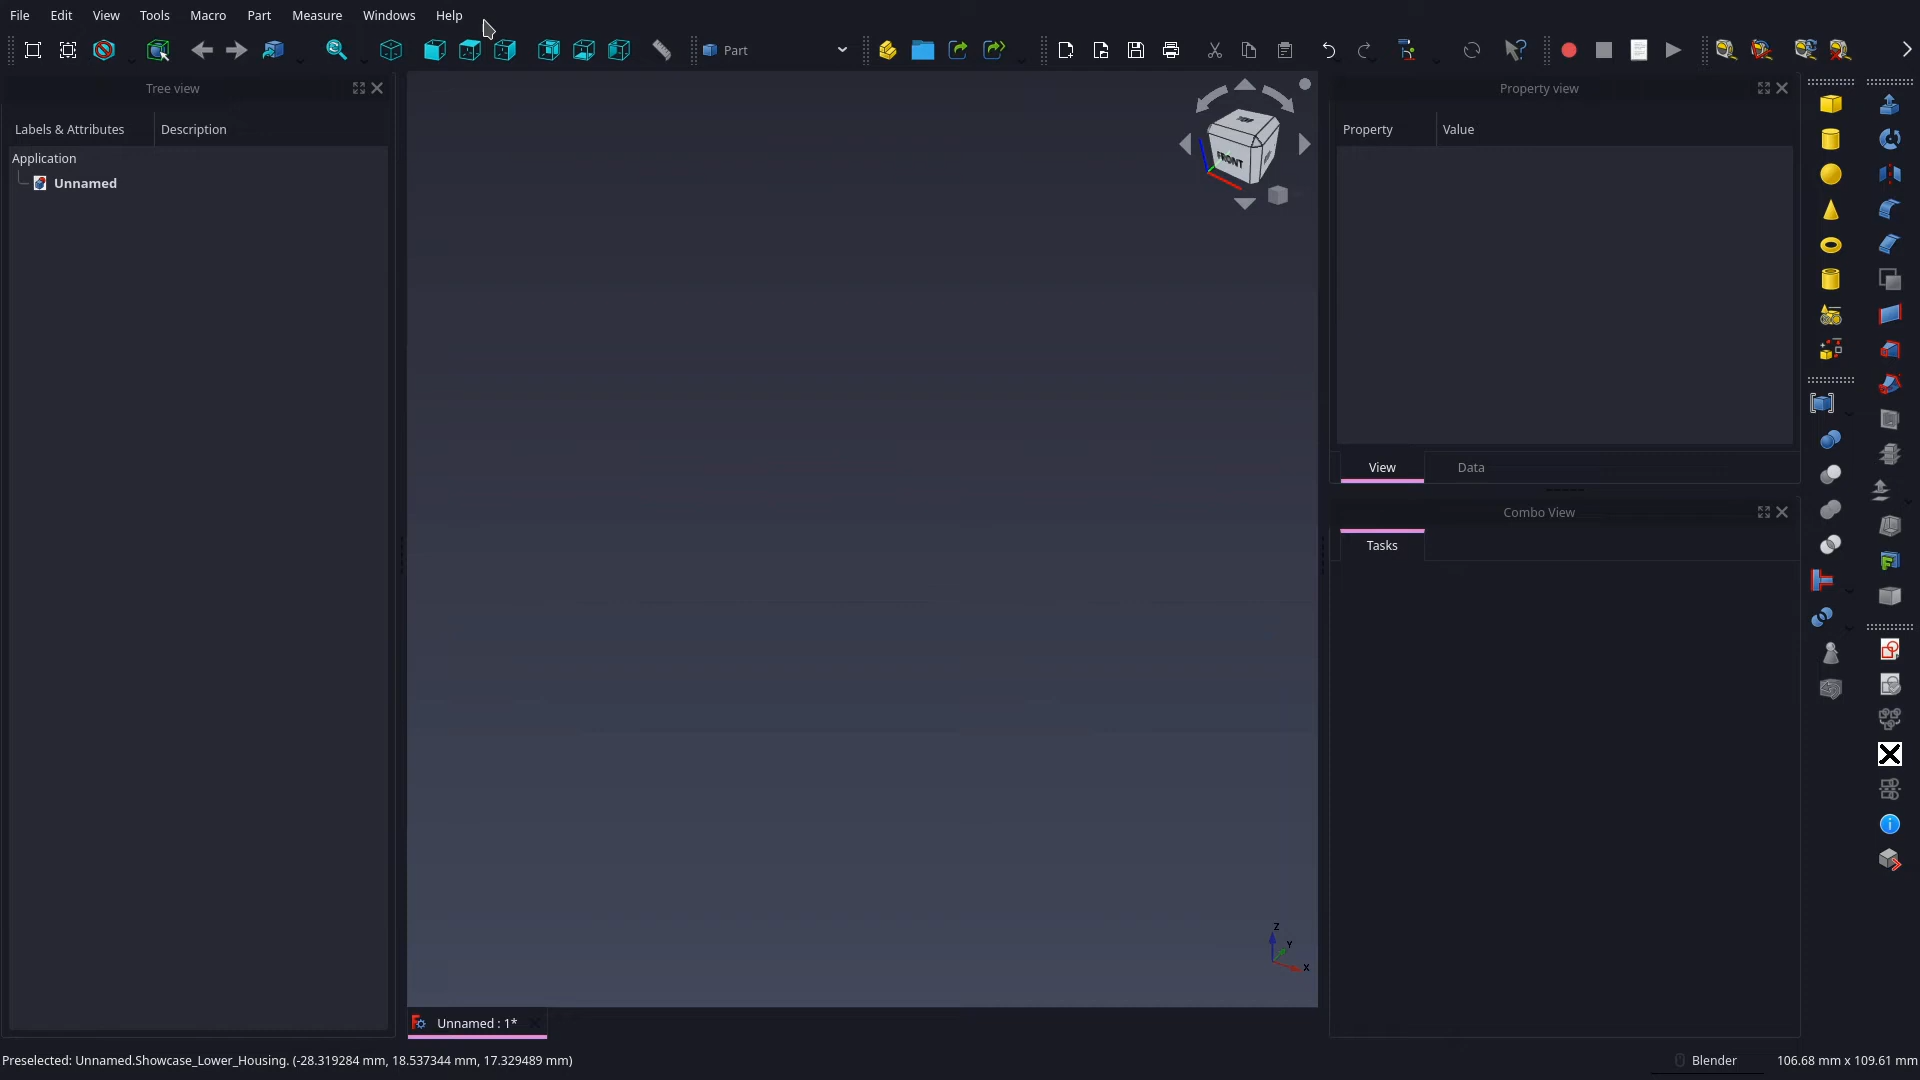 File Edit View Tools Macro Part Measure Windows Help
Part
Tree view
Labels & Attributes Description
Application
Unnamed
TOP
FRONT
Property view
Property Value
View Data
Combo View
Tasks
Z
Y
X
Unnamed : 1*
Preselected: Unnamed.Showcase_Lower_Housing. (-28.319284 mm, 18.537344 mm, 17.329489 mm)
Blender 106.68 mm x 109.61 mm